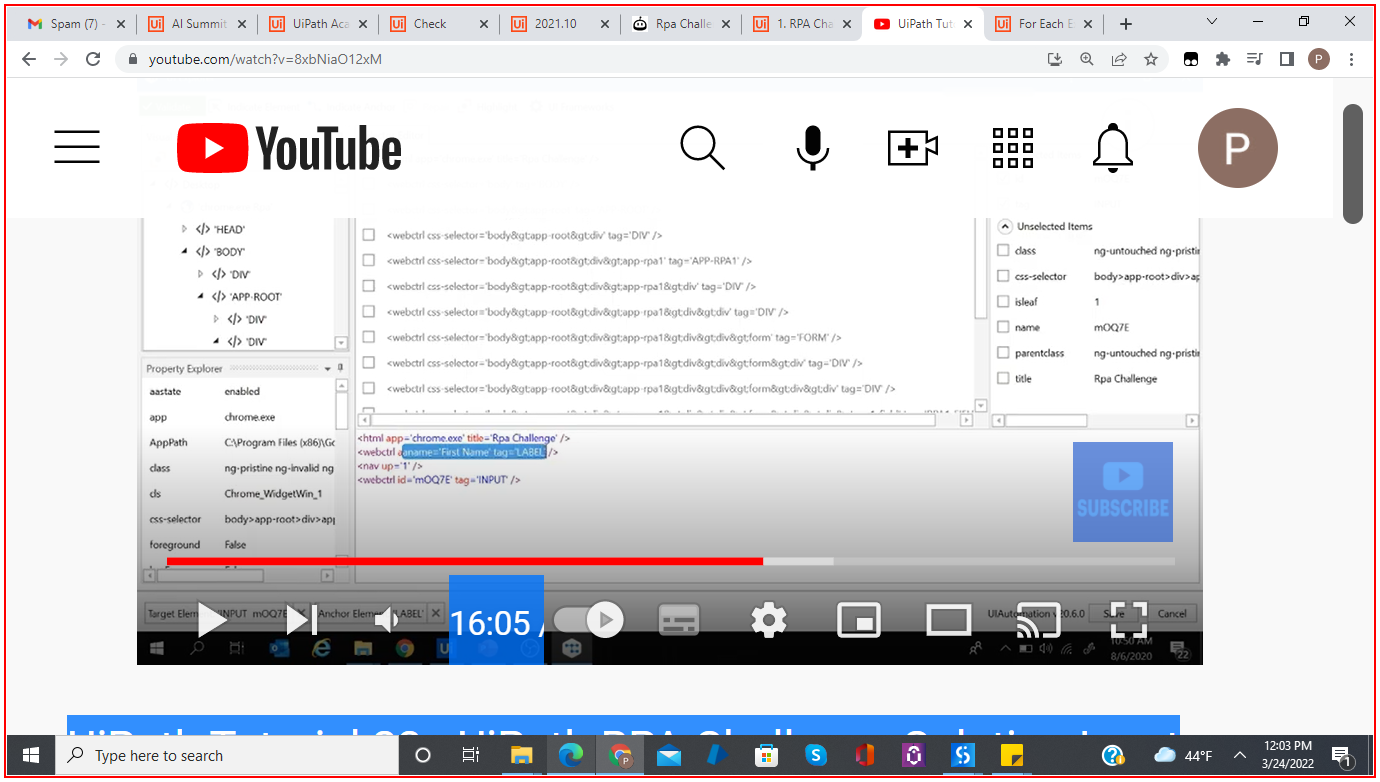 Spam (7) -
AI Summit
UiPath Aca
Check
2021.10
Rpa Challe
1. RPA Cha
UiPath Tut
For Each E
youtube.com/watch?v=8xbNiaO12xM
P
YouTube
P
</> 'HEAD'
</> 'BODY'
</> 'DIV'
</> 'APP-ROOT'
</> 'DIV'
</> 'DIV'
<webctrl css-selector='body&gt;app-root&gt;div' tag='DIV' />
<webctrl css-selector='body&gt;app-root&gt;div&gt;app-rpa1' tag='APP-RPA1' />
<webctrl css-selector='body&gt;app-root&gt;div&gt;app-rpa1&gt;div' tag='DIV' />
<webctrl css-selector='body&gt;app-root&gt;div&gt;app-rpa1&gt;div&gt;div' tag='DIV' />
<webctrl css-selector='body&gt;app-root&gt;div&gt;app-rpa1&gt;div&gt;div&gt;form' tag='FORM' />
<webctrl css-selector='body&gt;app-root&gt;div&gt;app-rpa1&gt;div&gt;div&gt;form&gt;div' tag='DIV' />
<webctrl css-selector='body&gt;app-root&gt;div&gt;app-rpa1&gt;div&gt;div&gt;form&gt;div&gt;div' tag='DIV' />
Unselected Items
class ng-untouched ng-pristin
css-selector body>app-root>div>ap
isleaf 1
name mOQ7E
parentclass ng-untouched ng-pristin
title Rpa Challenge
Property Explorer
aastate enabled
app chrome.exe
AppPath C:\Program Files (x86)\Go
class ng-pristine ng-invalid ng
cls Chrome_WidgetWin_1
css-selector body>app-root>div>app
foreground False
<html app='chrome.exe' title='Rpa Challenge' />
<webctrl aaname='First Name' tag='LABEL' />
<nav up='1' />
<webctrl id='mOQ7E' tag='INPUT' />
SUBSCRIBE
Target Elem 'INPUT mOQ7E' Anchor Element 'LABEL'
UIAutomation v20.6.0 Save Cancel
16:05 /
10:50 AM
8/6/2020
22
Type here to search
44°F
12:03 PM
3/24/2022
1